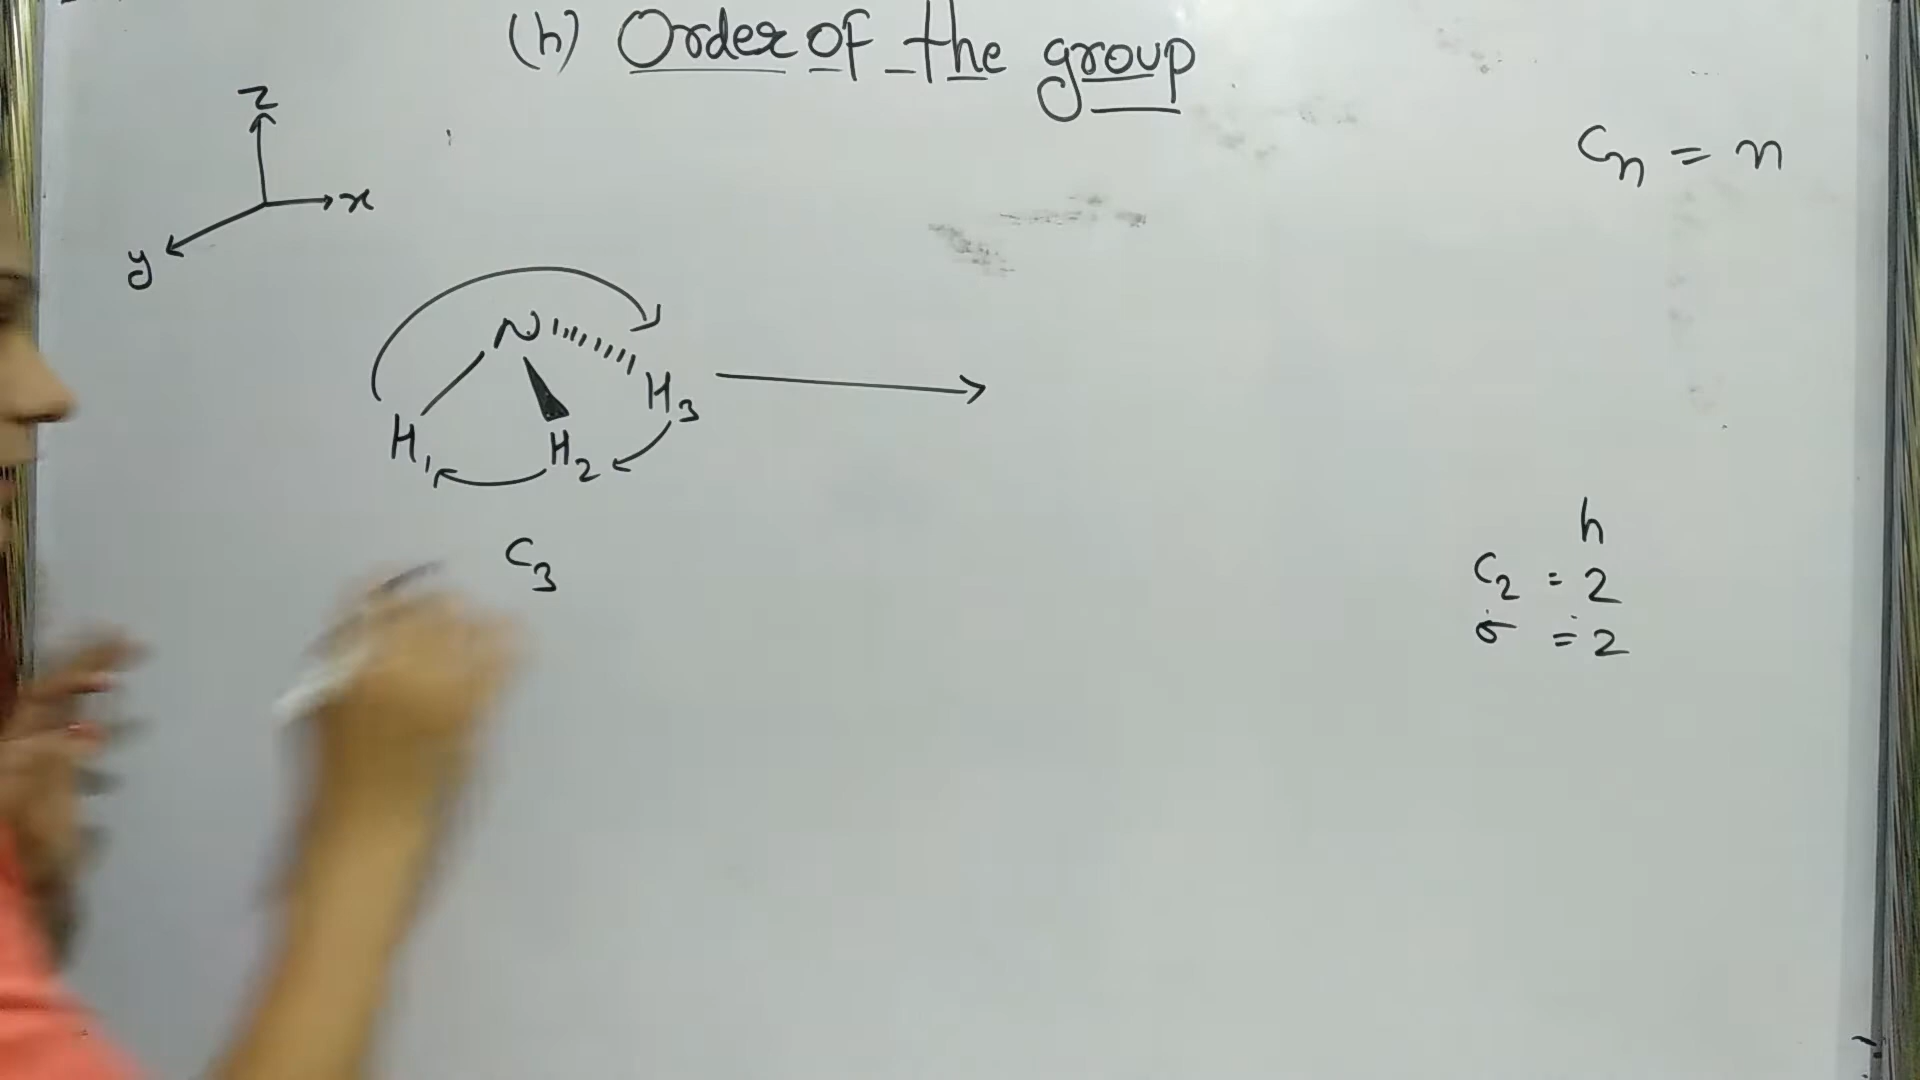 (h) Order of the group
z
x
y
Cn = n
N
H1 H2 H3
C3
h
C2 = 2
σ = 2